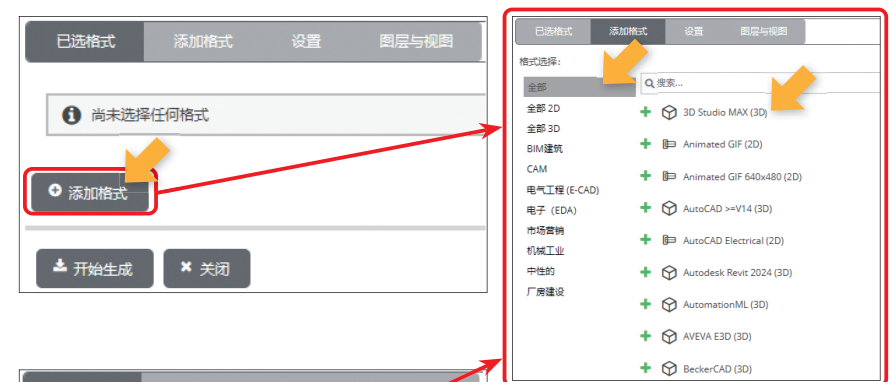 已选格式 添加格式 设置 图层与视图
尚未选择任何格式
添加格式
开始生成 关闭
已选格式 添加格式 设置 图层与视图
格式选择：
全部
全部 2D
全部 3D
BIM建筑
CAM
电气工程 (E-CAD)
电子（EDA）
市场营销
机械工业
中性的
厂房建设
搜索...
3D Studio MAX (3D)
Animated GIF (2D)
Animated GIF 640x480 (2D)
AutoCAD >=V14 (3D)
AutoCAD Electrical (2D)
Autodesk Revit 2024 (3D)
AutomationML (3D)
AVEVA E3D (3D)
BeckerCAD (3D)